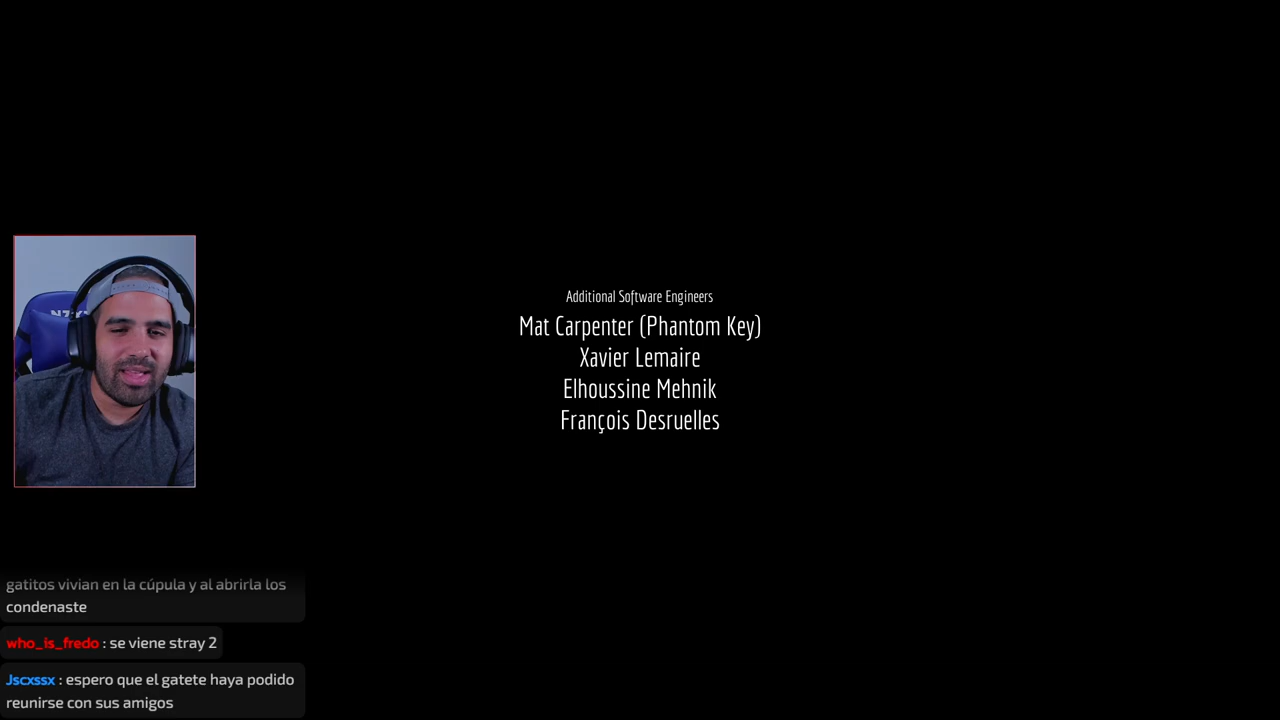 Additional Software Engineers
Mat Carpenter (Phantom Key)
Xavier Lemaire
Elhoussine Mehnik
François Desruelles
gatitos vivian en la cúpula y al abrirla los
condenaste
who_is_fredo : se viene stray 2
Jscxssx : espero que el gatete haya podido
reunirse con sus amigos